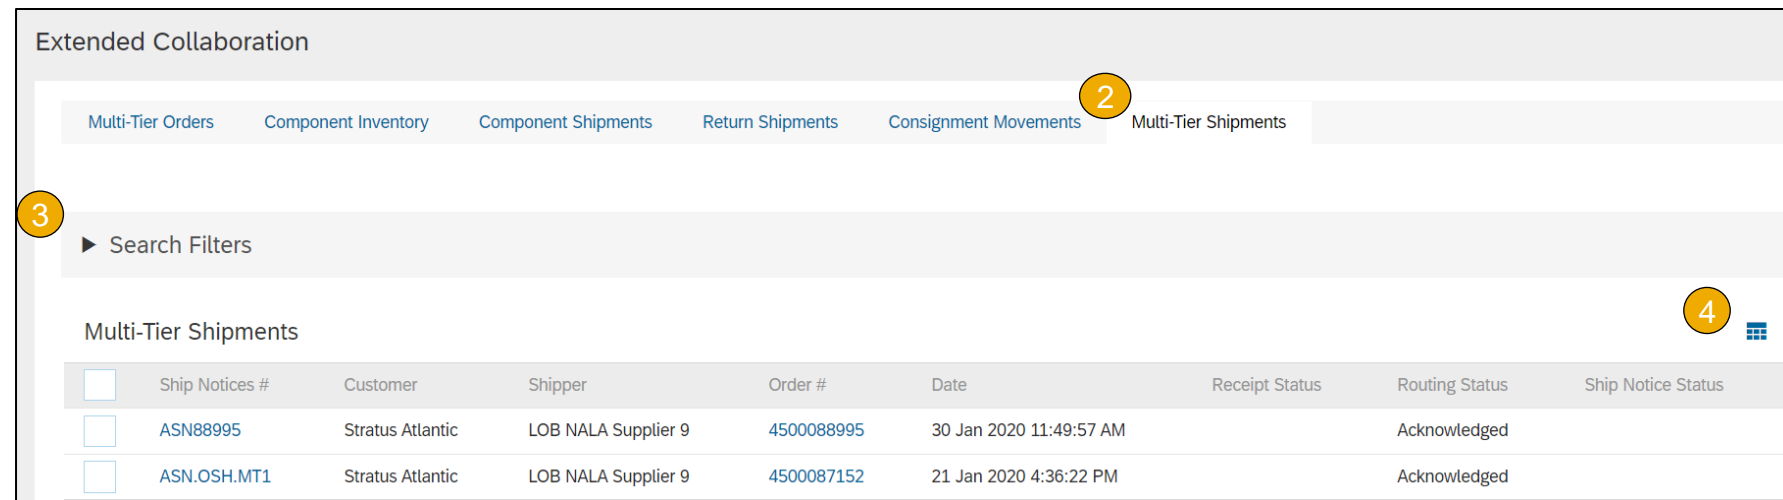 Extended Collaboration
2
Multi-Tier Orders Component Inventory Component Shipments Return Shipments Consignment Movements Multi-Tier Shipments
3
Search Filters
4
Multi-Tier Shipments
Ship Notices # Customer Shipper Order # Date Receipt Status Routing Status Ship Notice Status
ASN88995 Stratus Atlantic LOB NALA Supplier 9 4500088995 30 Jan 2020 11:49:57 AM Acknowledged
ASN.OSH.MT1 Stratus Atlantic LOB NALA Supplier 9 4500087152 21 Jan 2020 4:36:22 PM Acknowledged